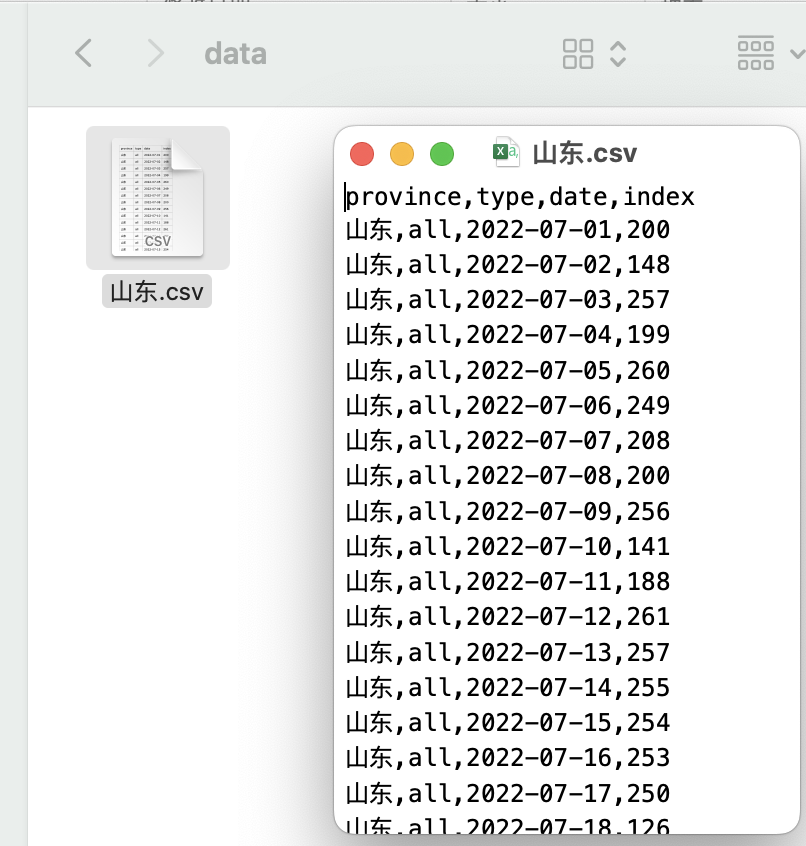 data
CSV
山东.csv
山东.csv
province,type,date,index
山东,all,2022-07-01,200
山东,all,2022-07-02,148
山东,all,2022-07-03,257
山东,all,2022-07-04,199
山东,all,2022-07-05,260
山东,all,2022-07-06,249
山东,all,2022-07-07,208
山东,all,2022-07-08,200
山东,all,2022-07-09,256
山东,all,2022-07-10,141
山东,all,2022-07-11,188
山东,all,2022-07-12,261
山东,all,2022-07-13,257
山东,all,2022-07-14,255
山东,all,2022-07-15,254
山东,all,2022-07-16,253
山东,all,2022-07-17,250
山东,all,2022-07-18,126